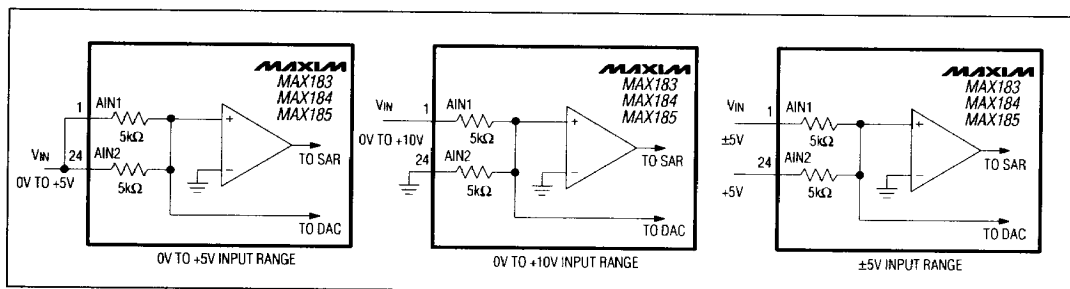 MAXIM
MAX183
MAX184
MAX185
1
AIN1
5kΩ
+
VIN
24
AIN2
–
TO SAR
0V TO +5V
5kΩ
TO DAC
0V TO +5V INPUT RANGE
MAXIM
MAX183
MAX184
MAX185
VIN
1
AIN1
0V TO +10V
5kΩ
+
24
AIN2
–
TO SAR
5kΩ
TO DAC
0V TO +10V INPUT RANGE
MAXIM
MAX183
MAX184
MAX185
VIN
1
AIN1
±5V
5kΩ
+
24
AIN2
–
TO SAR
+5V
5kΩ
TO DAC
±5V INPUT RANGE